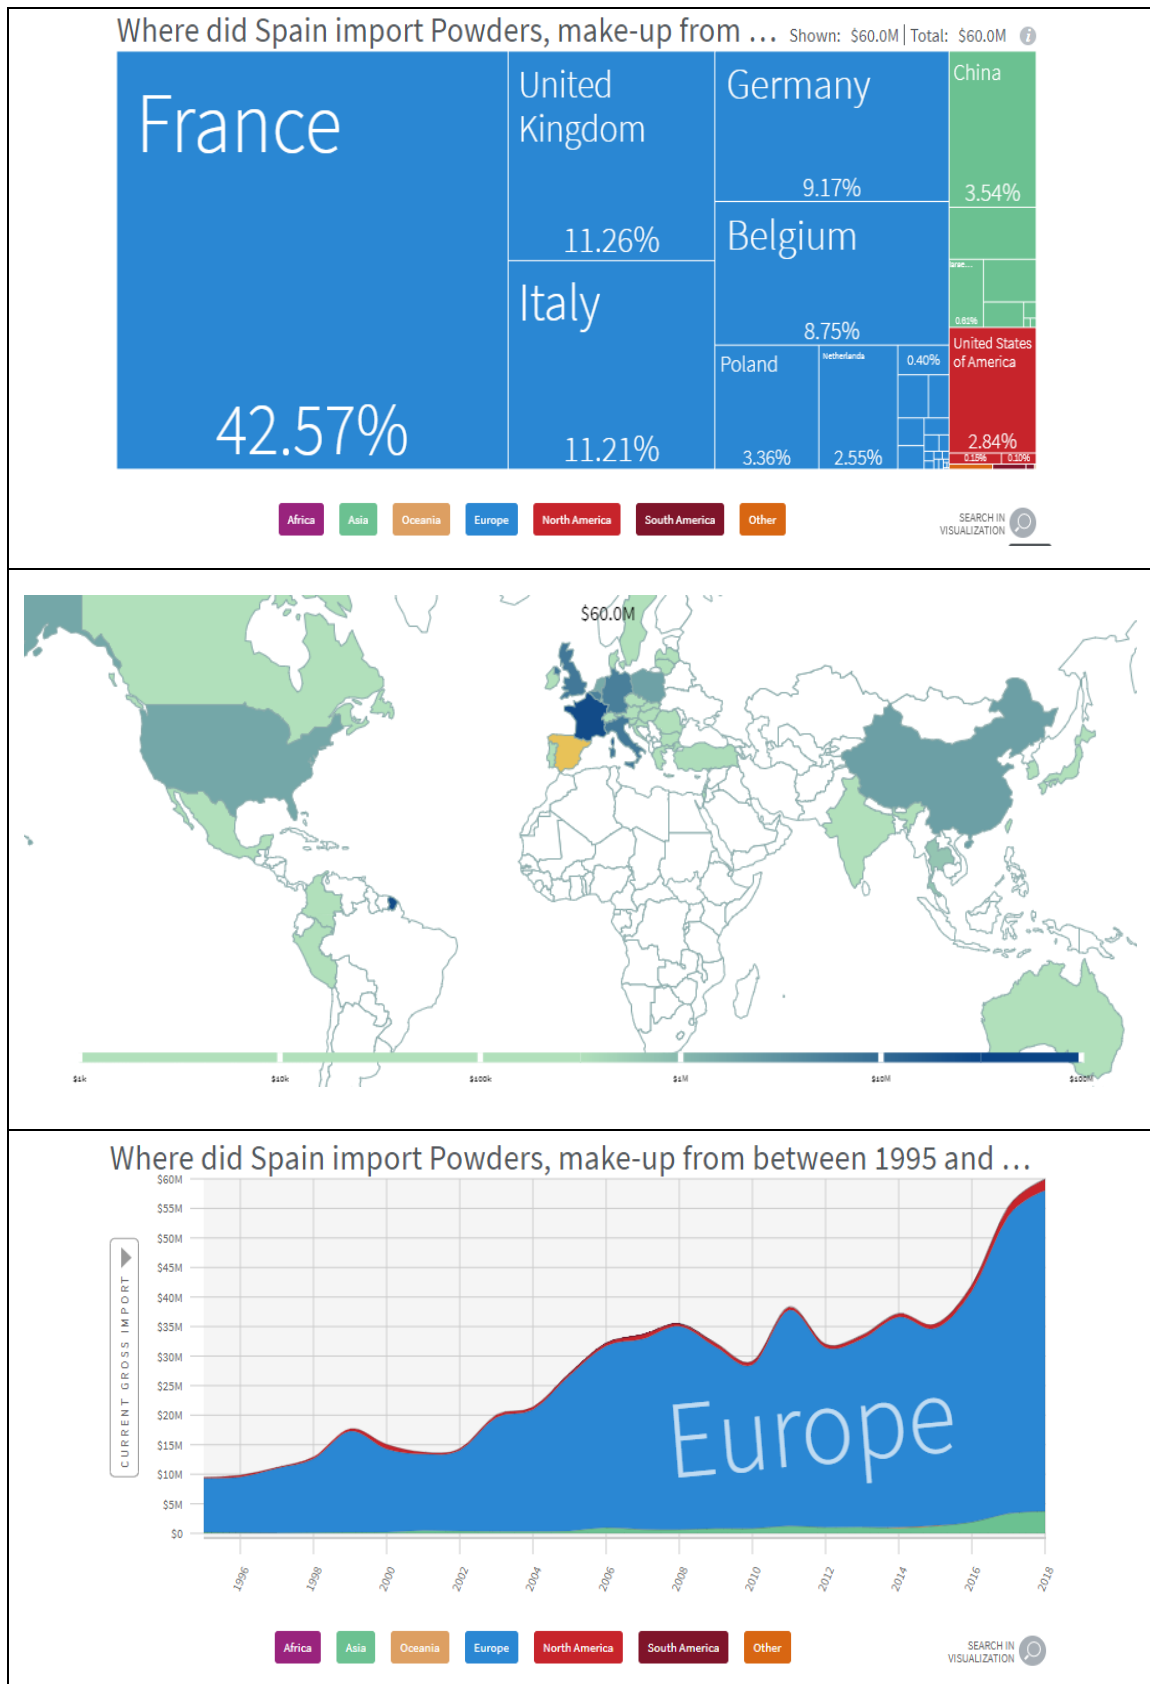 Where did Spain import Powders, make-up from ... Shown: $60.0M | Total: $60.0M
France
42.57%
United
Kingdom
11.26%
Italy
11.21%
Germany
9.17%
Belgium
8.75%
Poland
3.36%
Netherlands
2.55%
0.40%
China
3.54%
0.61%
United States
of America
2.84%
0.15%
0.10%
Africa
Asia
Oceania
Europe
North America
South America
Other
SEARCH IN
VISUALIZATION
$60.0M
$1k
$10k
$100k
$1M
$10M
$100M
Where did Spain import Powders, make-up from between 1995 and ...
CURRENT GROSS IMPORT
$60M
$55M
$50M
$45M
$40M
$35M
$30M
$25M
$20M
$15M
$10M
$5M
$0
Europe
1996
1998
2000
2002
2004
2006
2008
2010
2012
2014
2016
2018
Africa
Asia
Oceania
Europe
North America
South America
Other
SEARCH IN
VISUALIZATION